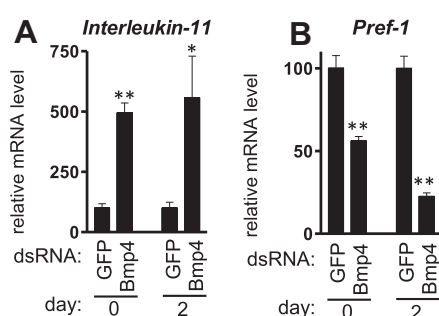 A Interleukin-11
relative mRNA level
750
500
250
0
**
*
dsRNA: GFP Bmp4 GFP Bmp4
day: 0 2
B Pref-1
relative mRNA level
100
50
0
**
**
dsRNA: GFP Bmp4 GFP Bmp4
day: 0 2